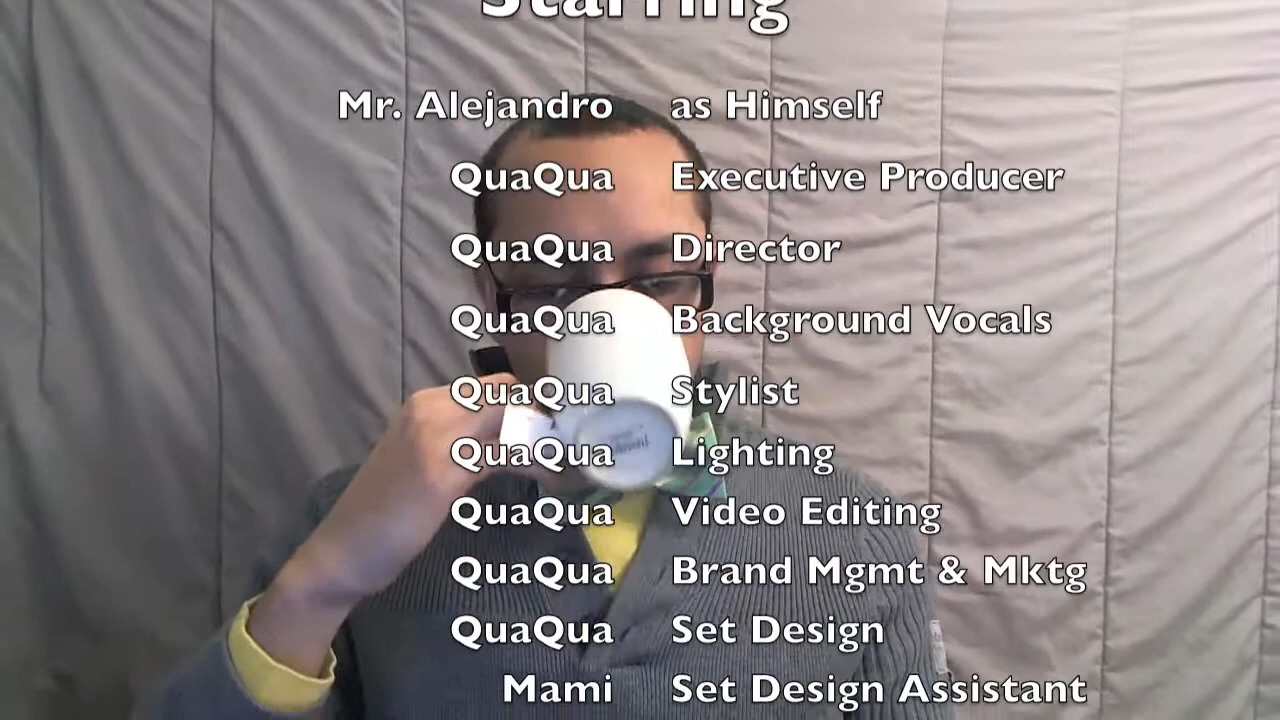 Starring
Mr. Alejandro as Himself
QuaQua Executive Producer
QuaQua Director
QuaQua Background Vocals
QuaQua Stylist
QuaQua Lighting
QuaQua Video Editing
QuaQua Brand Mgmt & Mktg
QuaQua Set Design
Mami Set Design Assistant